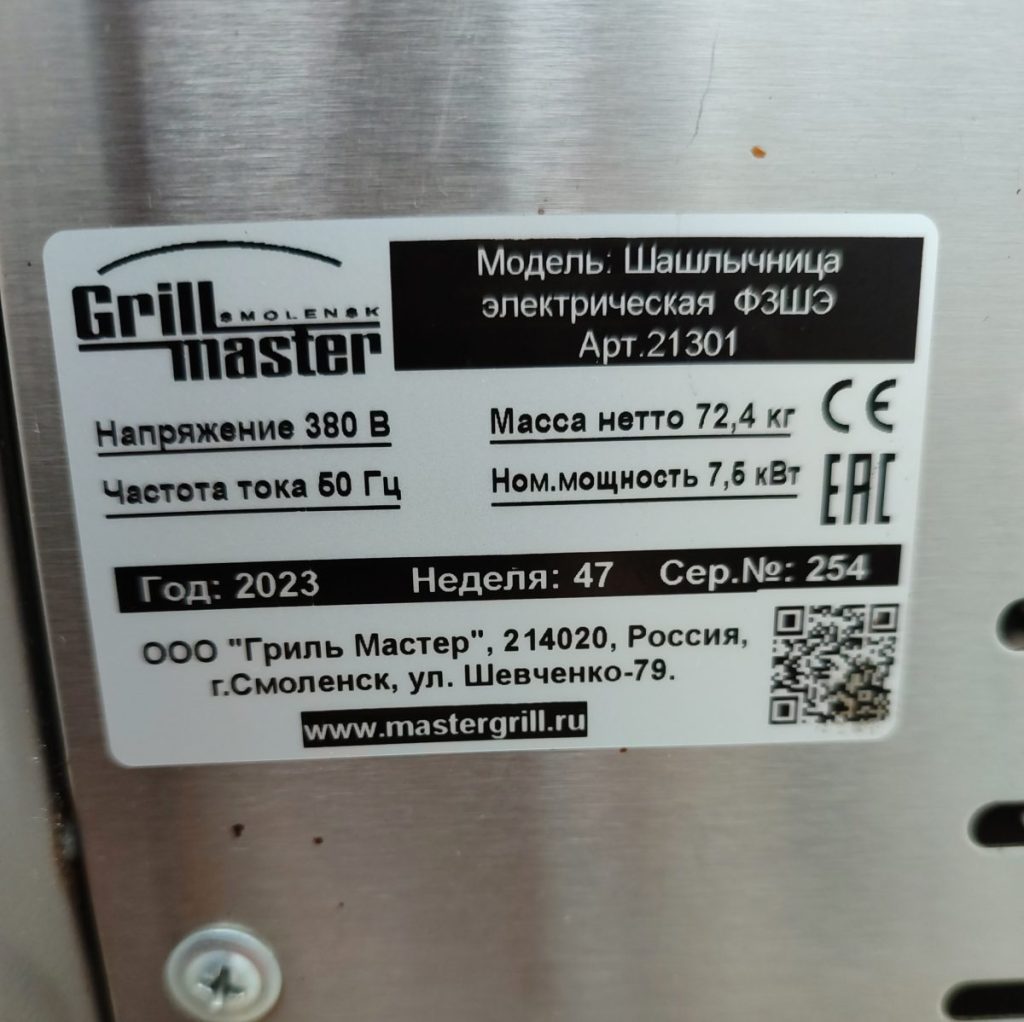 Grill SMOLENSK
master
Модель: Шашлычница
электрическая Ф3ШЭ
Арт.21301
Напряжение 380 В
Масса нетто 72,4 кг
CE
Частота тока 50 Гц
Ном.мощность 7,5 кВт
EAC
Год: 2023 Неделя: 47 Сер.№: 254
ООО "Гриль Мастер", 214020, Россия,
г.Смоленск, ул. Шевченко-79.
www.mastergrill.ru